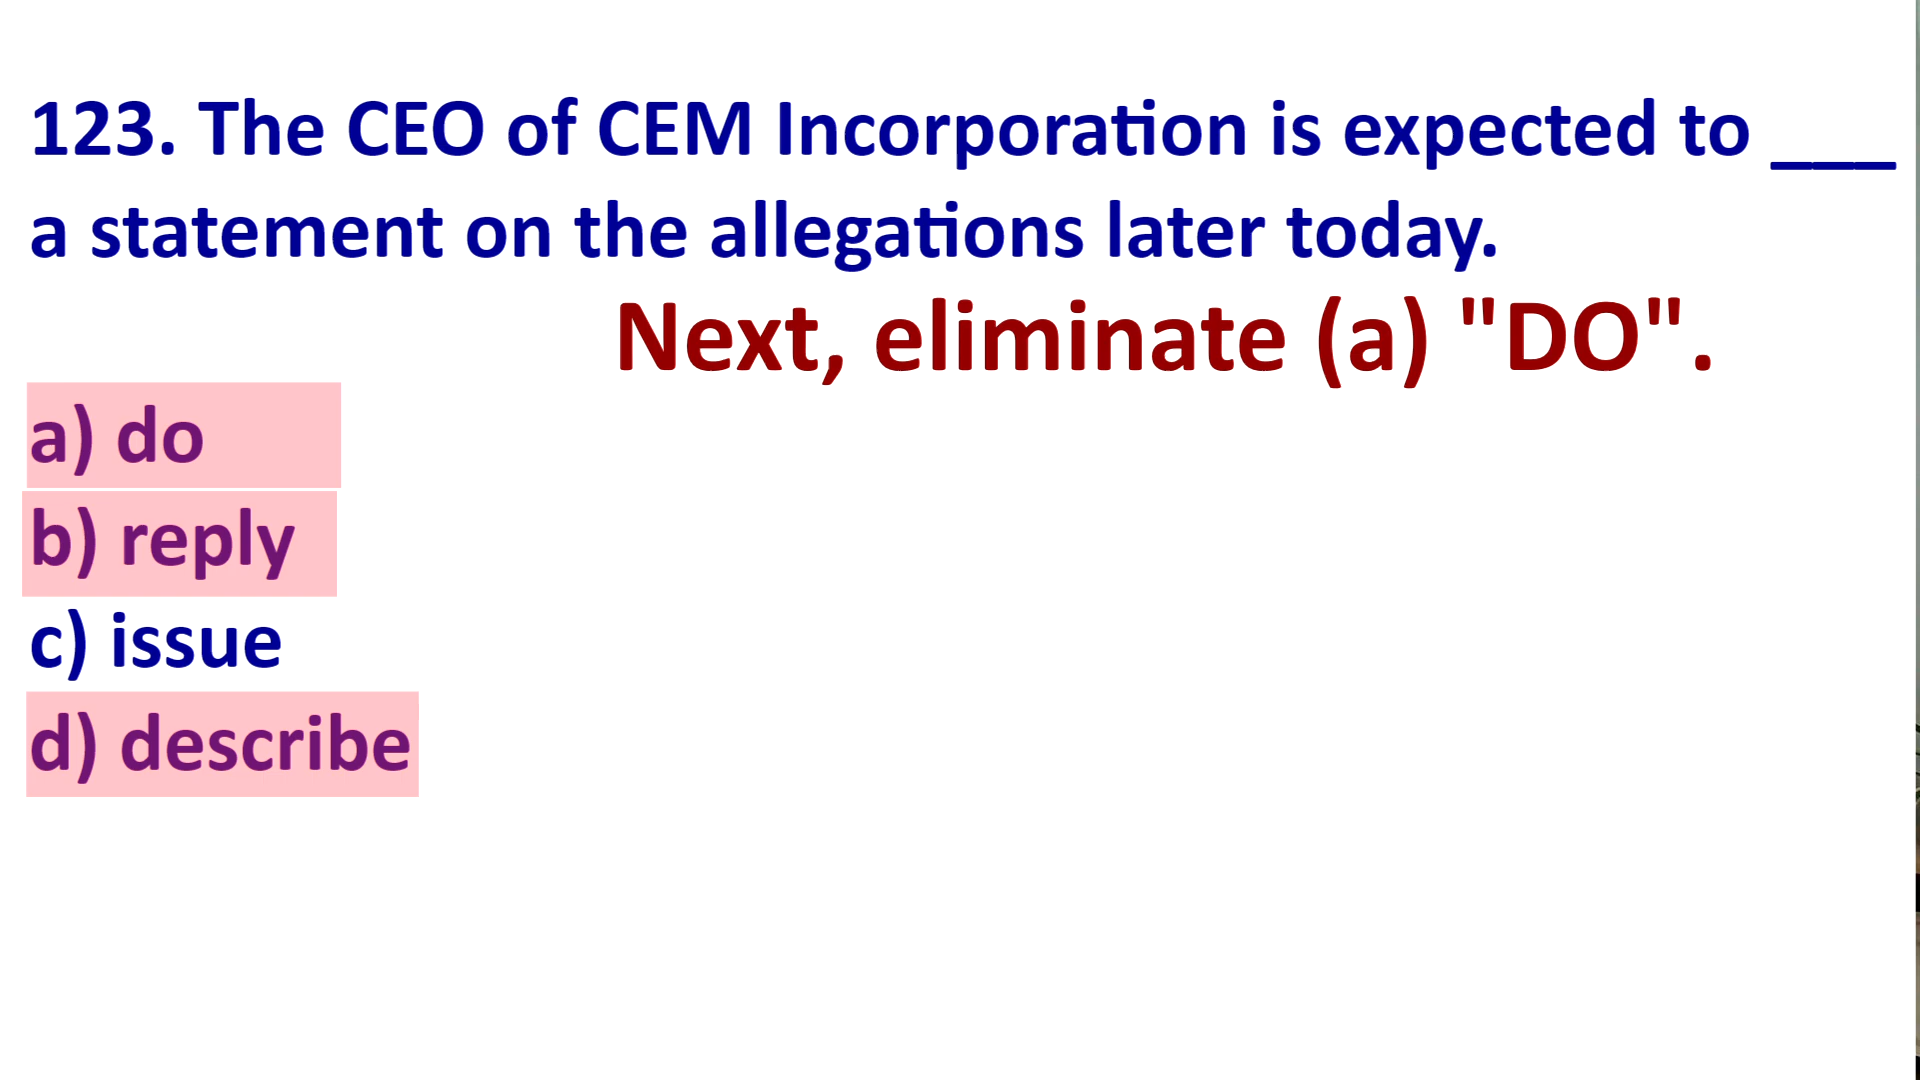 123. The CEO of CEM Incorporation is expected to ___
a statement on the allegations later today.
Next, eliminate (a) "DO".
a) do
b) reply
c) issue
d) describe